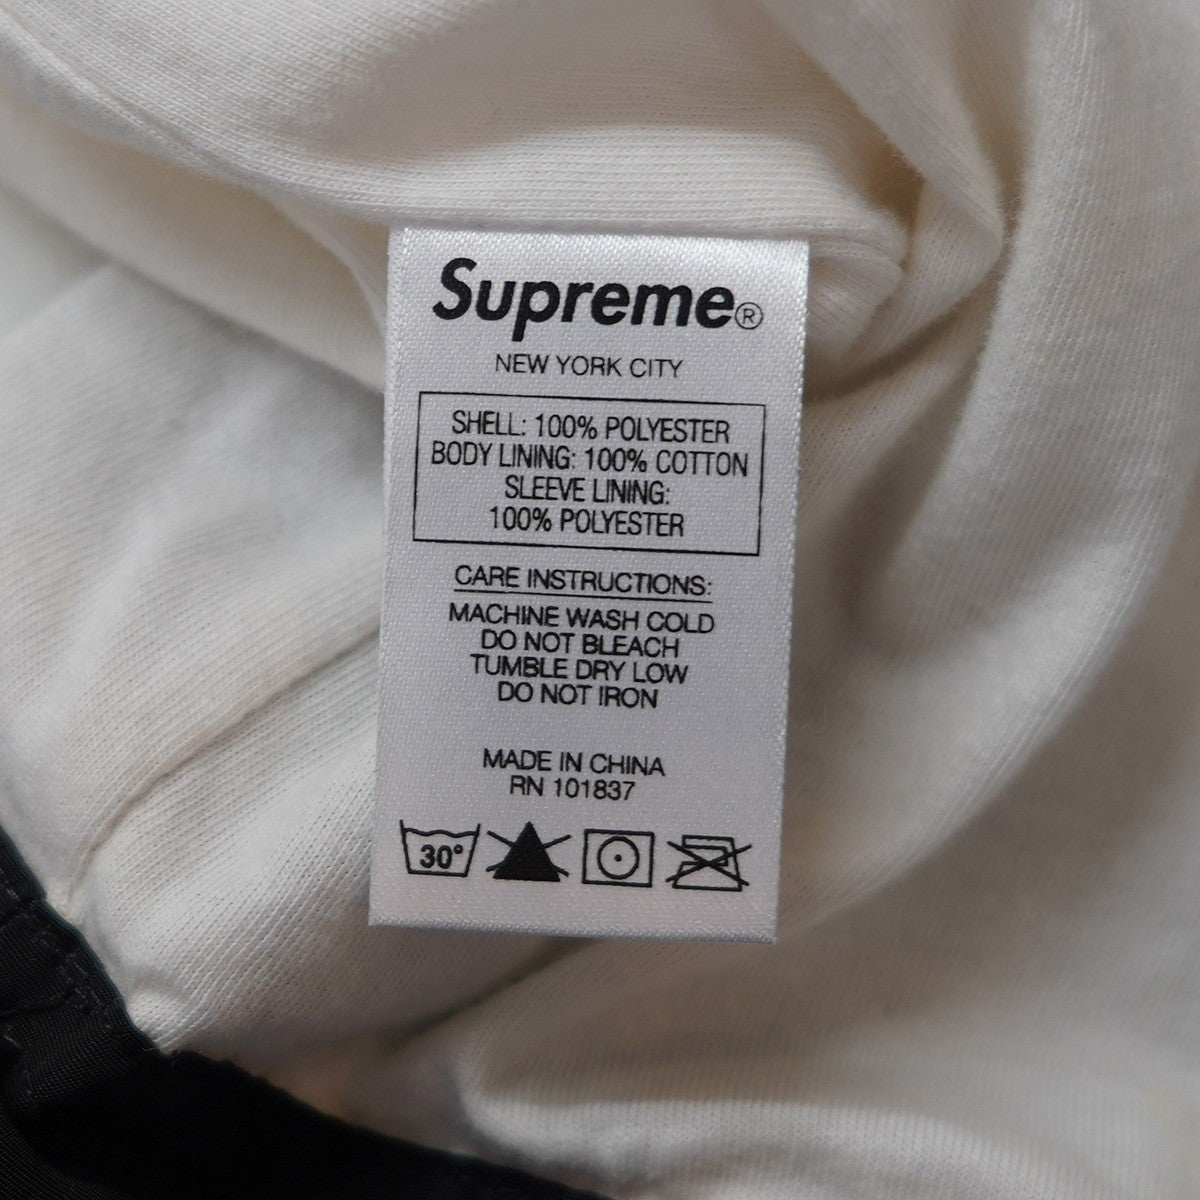 Supreme®
NEW YORK CITY
SHELL: 100% POLYESTER
BODY LINING: 100% COTTON
SLEEVE LINING:
100% POLYESTER
CARE INSTRUCTIONS:
MACHINE WASH COLD
DO NOT BLEACH
TUMBLE DRY LOW
DO NOT IRON
MADE IN CHINA
RN 101837
30°